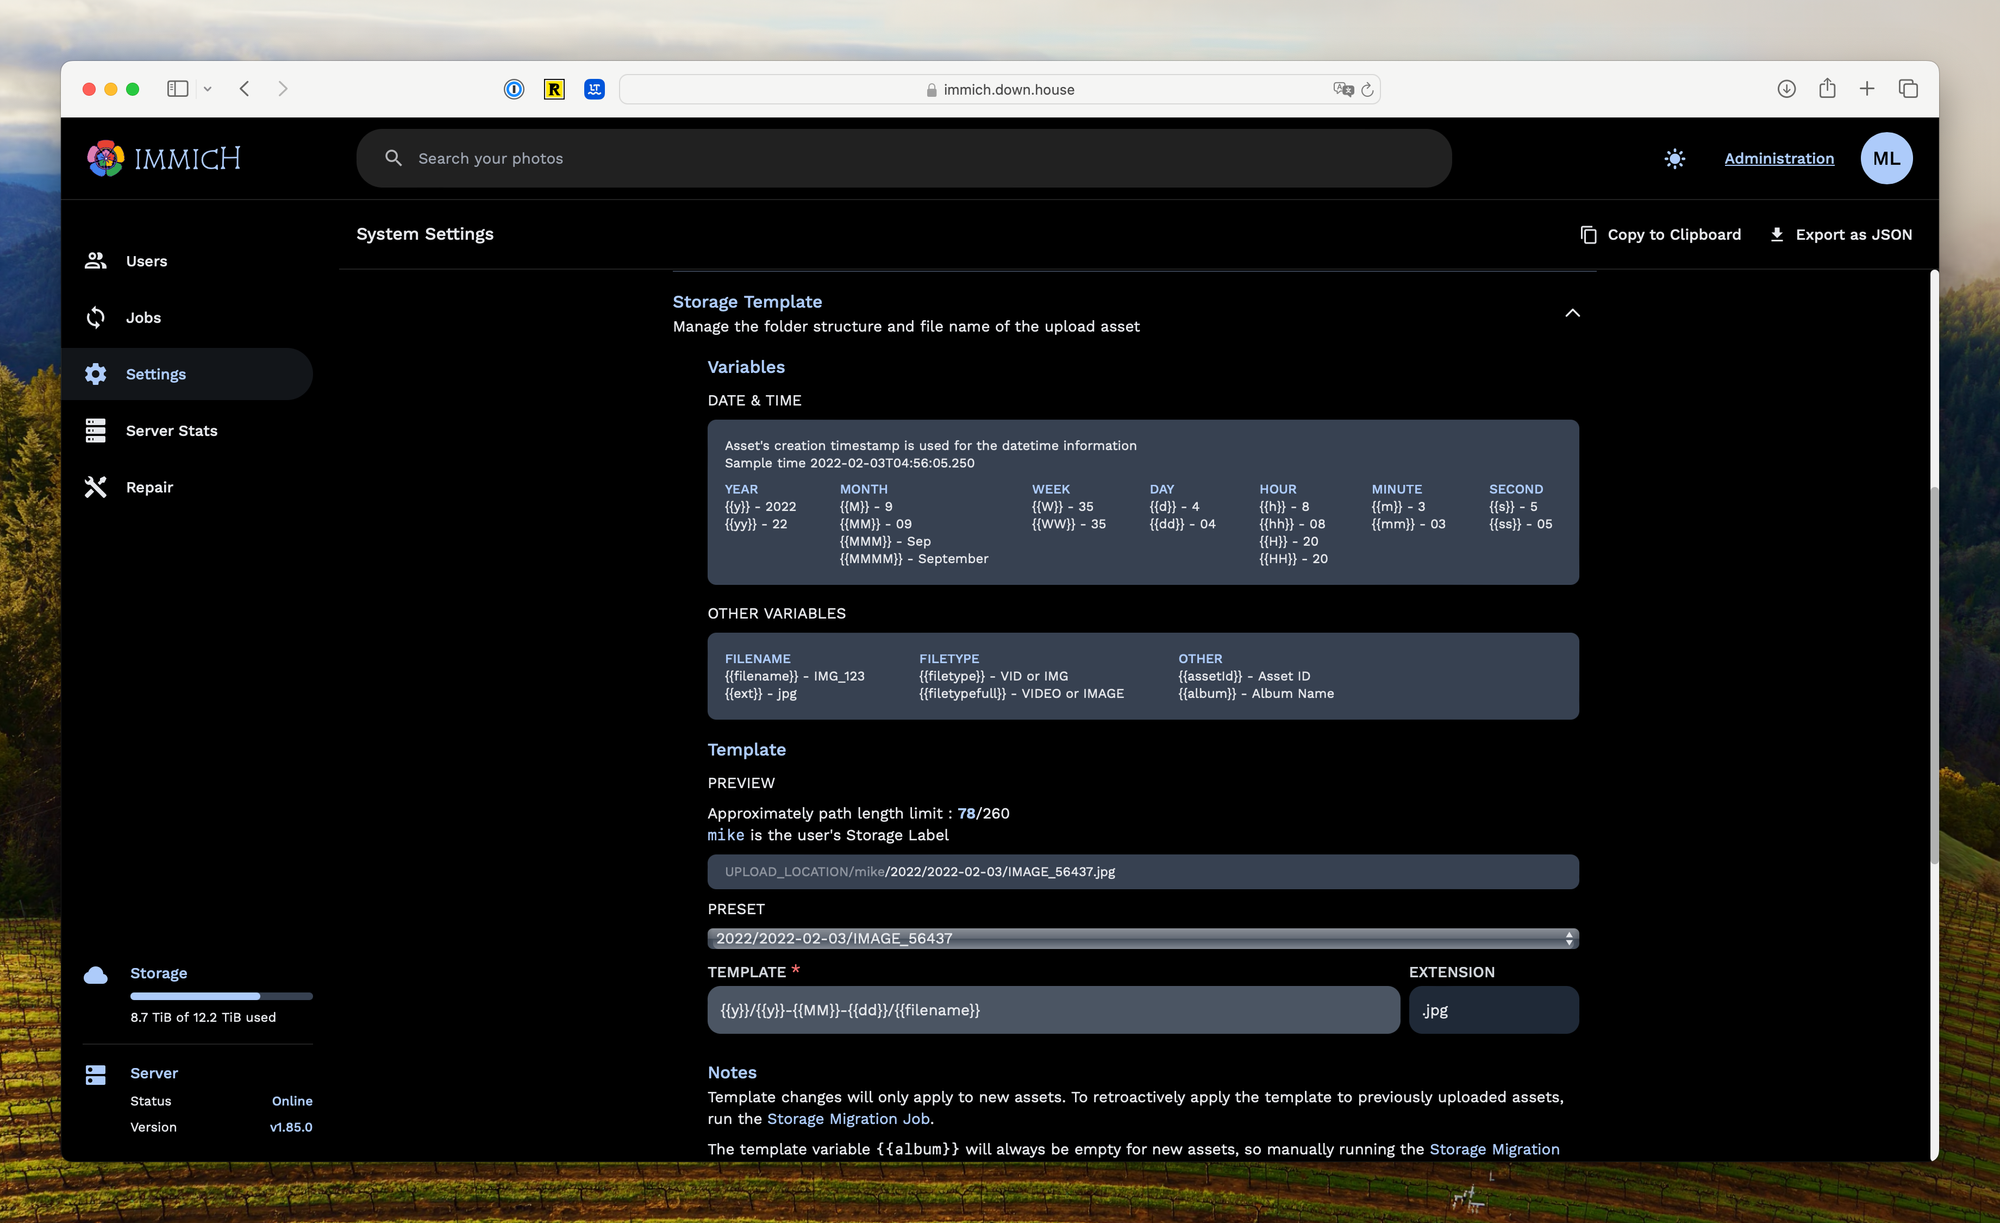 immich.down.house
IMMICH
Search your photos
Administration
ML
System Settings
Copy to Clipboard
Export as JSON
Users
Jobs
Settings
Server Stats
Repair
Storage Template
Manage the folder structure and file name of the upload asset
Variables
DATE & TIME
Asset's creation timestamp is used for the datetime information
Sample time 2022-02-03T04:56:05.250
YEAR
{{y}} - 2022
{{yy}} - 22
MONTH
{{M}} - 9
{{MM}} - 09
{{MMM}} - Sep
{{MMMM}} - September
WEEK
{{W}} - 35
{{WW}} - 35
DAY
{{d}} - 4
{{dd}} - 04
HOUR
{{h}} - 8
{{hh}} - 08
{{H}} - 20
{{HH}} - 20
MINUTE
{{m}} - 3
{{mm}} - 03
SECOND
{{s}} - 5
{{ss}} - 05
OTHER VARIABLES
FILENAME
{{filename}} - IMG_123
{{ext}} - jpg
FILETYPE
{{filetype}} - VID or IMG
{{filetypefull}} - VIDEO or IMAGE
OTHER
{{assetId}} - Asset ID
{{album}} - Album Name
Template
PREVIEW
Approximately path length limit : 78/260
mike is the user's Storage Label
UPLOAD_LOCATION/mike/2022/2022-02-03/IMAGE_56437.jpg
PRESET
2022/2022-02-03/IMAGE_56437
TEMPLATE *
{{y}}/{{y}}-{{MM}}-{{dd}}/{{filename}}
EXTENSION
.jpg
Notes
Template changes will only apply to new assets. To retroactively apply the template to previously uploaded assets,
run the Storage Migration Job.
The template variable {{album}} will always be empty for new assets, so manually running the Storage Migration
Storage
8.7 TiB of 12.2 TiB used
Server
Status Online
Version v1.85.0